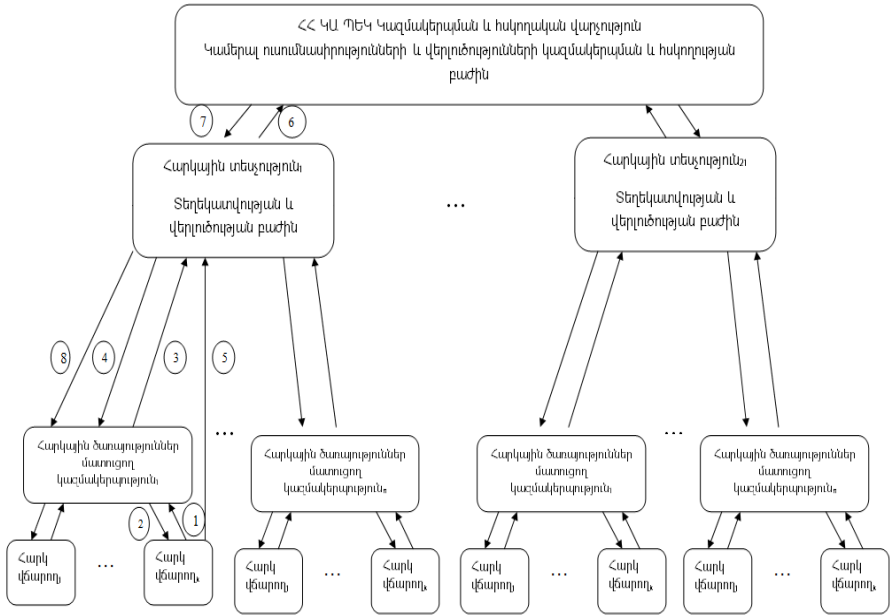 ՀՀ ԿԱ ՊԵԿ Կազմակերպման և հսկողական վարչություն
Կամերալ ուսումնասիրությունների և վերլուծությունների կազմակերպման և հսկողության
բաժին
7
6
Հարկային տեսչություն₁
Տեղեկատվության և
վերլուծության բաժին
...
Հարկային տեսչություն₂₁
Տեղեկատվության և
վերլուծության բաժին
8
4
3
5
Հարկային ծառայություններ
մատուցող
կազմակերպություն₁
...
Հարկային ծառայություններ
մատուցող
կազմակերպությունₙ
Հարկային ծառայություններ
մատուցող
կազմակերպություն₁
...
Հարկային ծառայություններ
մատուցող
կազմակերպությունₙ
2
1
Հարկ
վճարող₁
...
Հարկ
վճարողₖ
Հարկ
վճարող₁
...
Հարկ
վճարողₖ
Հարկ
վճարող₁
...
Հարկ
վճարողₖ
Հարկ
վճարող₁
...
Հարկ
վճարողₖ